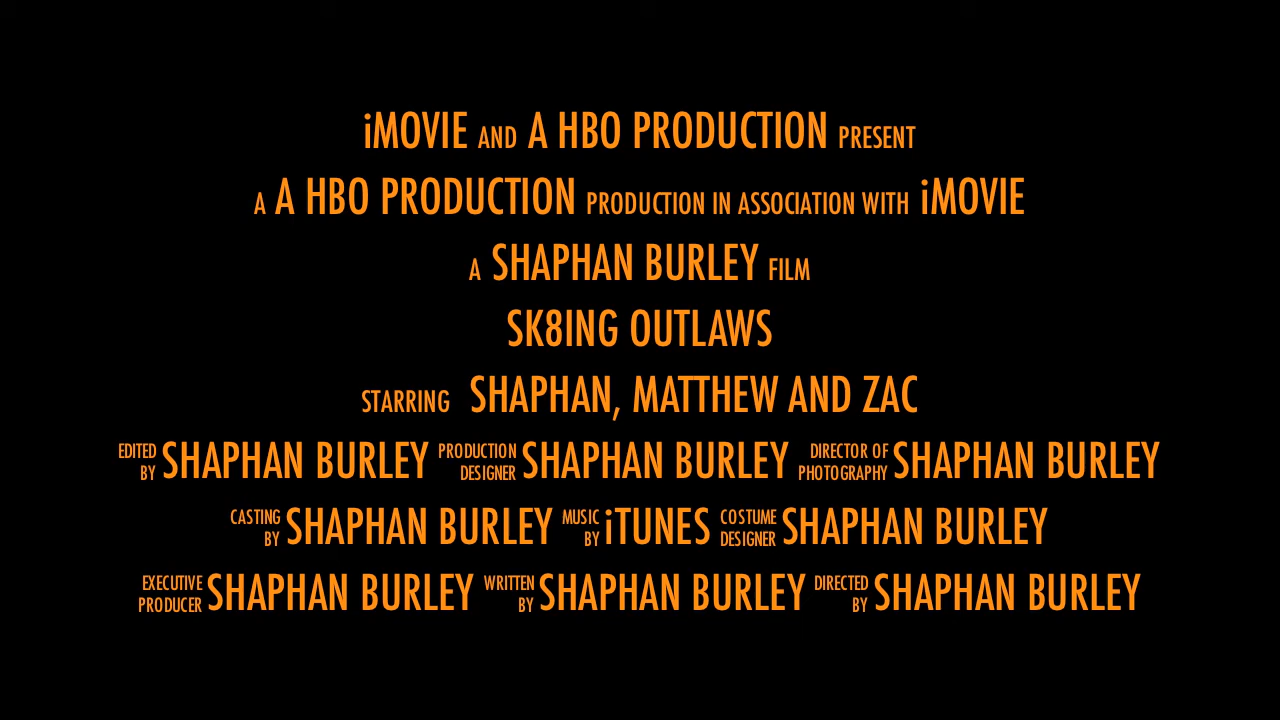 iMOVIE AND A HBO PRODUCTION PRESENT
A A HBO PRODUCTION PRODUCTION IN ASSOCIATION WITH iMOVIE
A SHAPHAN BURLEY FILM
SK8ING OUTLAWS
STARRING SHAPHAN, MATTHEW AND ZAC
EDITED BY SHAPHAN BURLEY PRODUCTION DESIGNER SHAPHAN BURLEY DIRECTOR OF PHOTOGRAPHY SHAPHAN BURLEY
CASTING BY SHAPHAN BURLEY MUSIC BY iTUNES COSTUME DESIGNER SHAPHAN BURLEY
EXECUTIVE PRODUCER SHAPHAN BURLEY WRITTEN BY SHAPHAN BURLEY DIRECTED BY SHAPHAN BURLEY